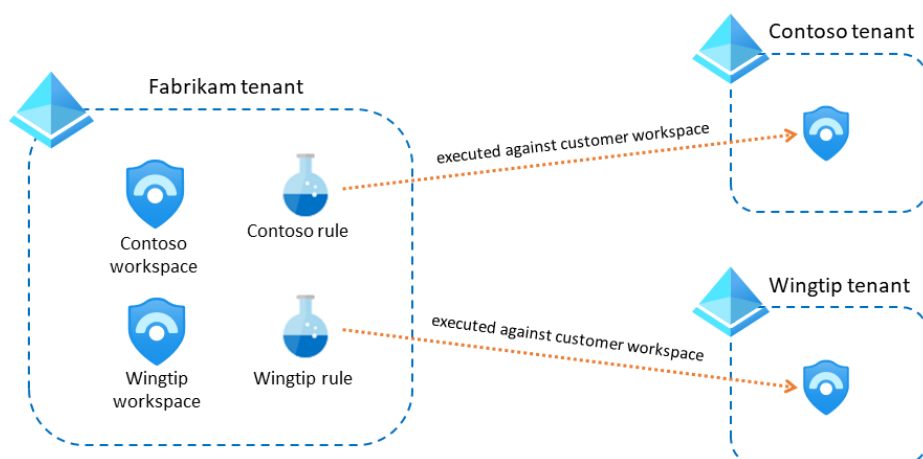 Contoso tenant
Fabrikam tenant
executed against customer workspace
Contoso
workspace
Contoso rule
Wingtip tenant
executed against customer workspace
Wingtip
workspace
Wingtip rule